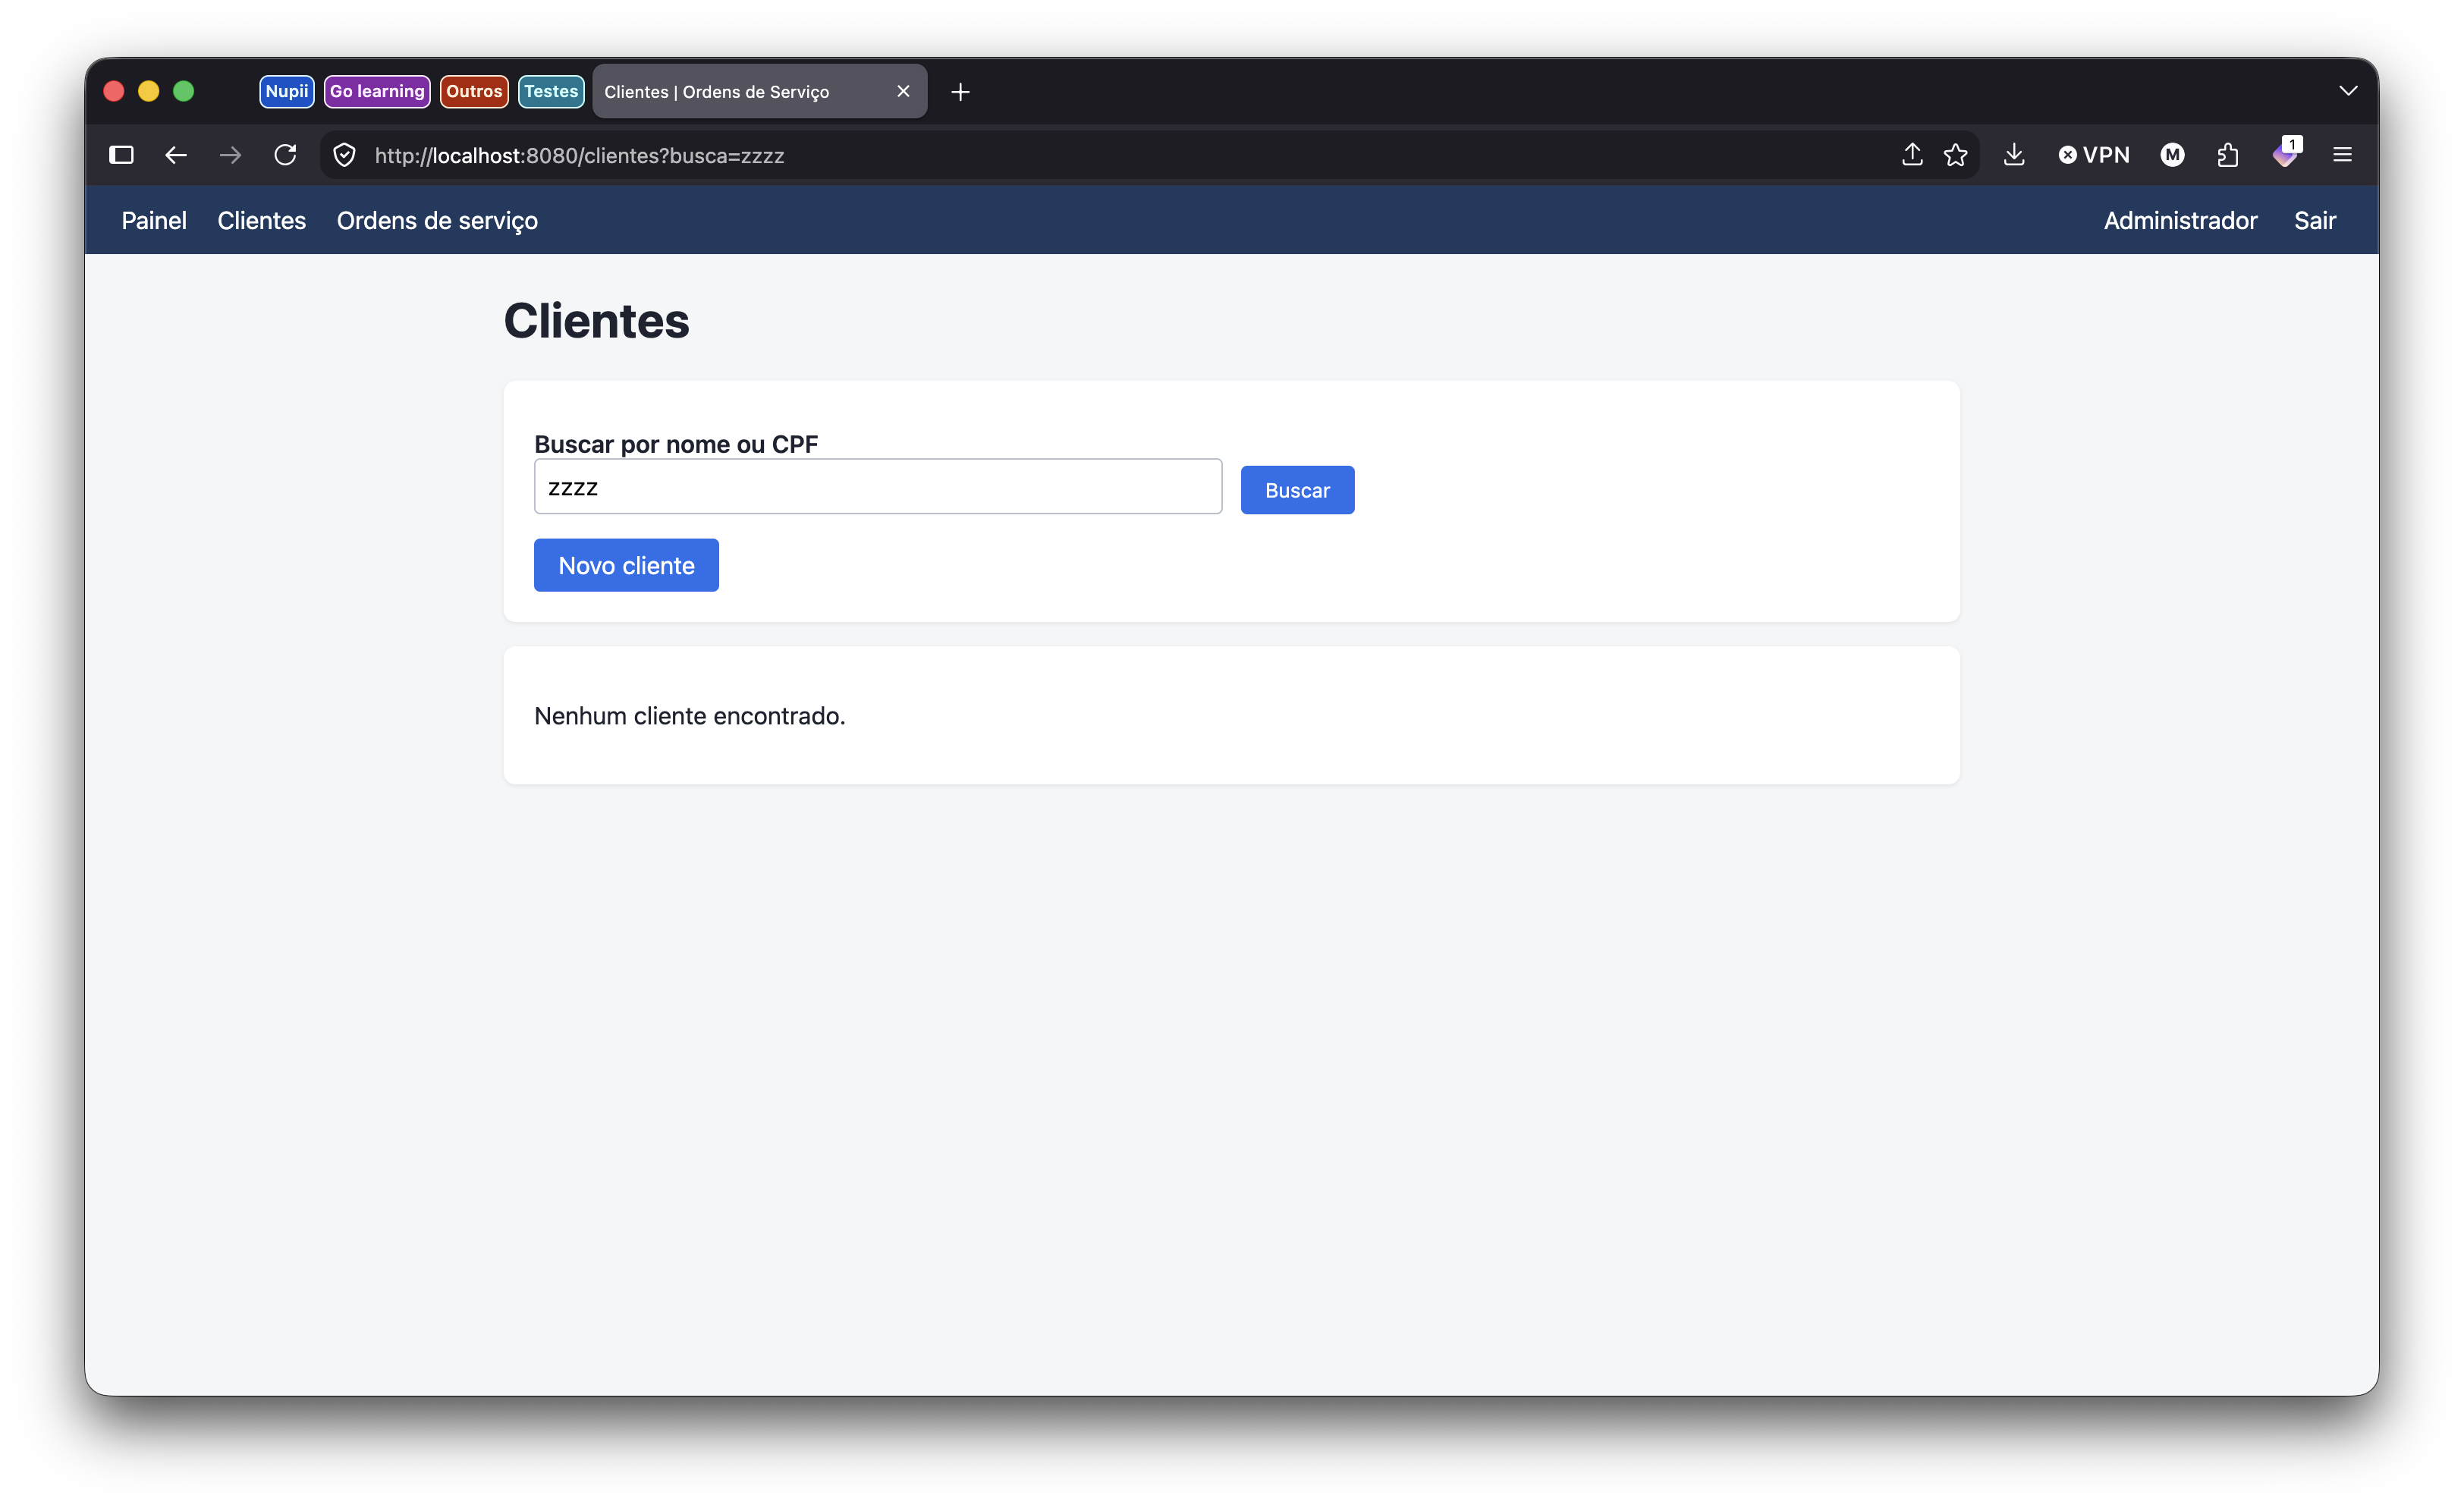 Nupii Go learning Outros Testes Clientes | Ordens de Serviço
http://localhost:8080/clientes?busca=zzzz VPN M 1
Painel Clientes Ordens de serviço Administrador Sair
Clientes
Buscar por nome ou CPF
zzzz Buscar
Novo cliente
Nenhum cliente encontrado.